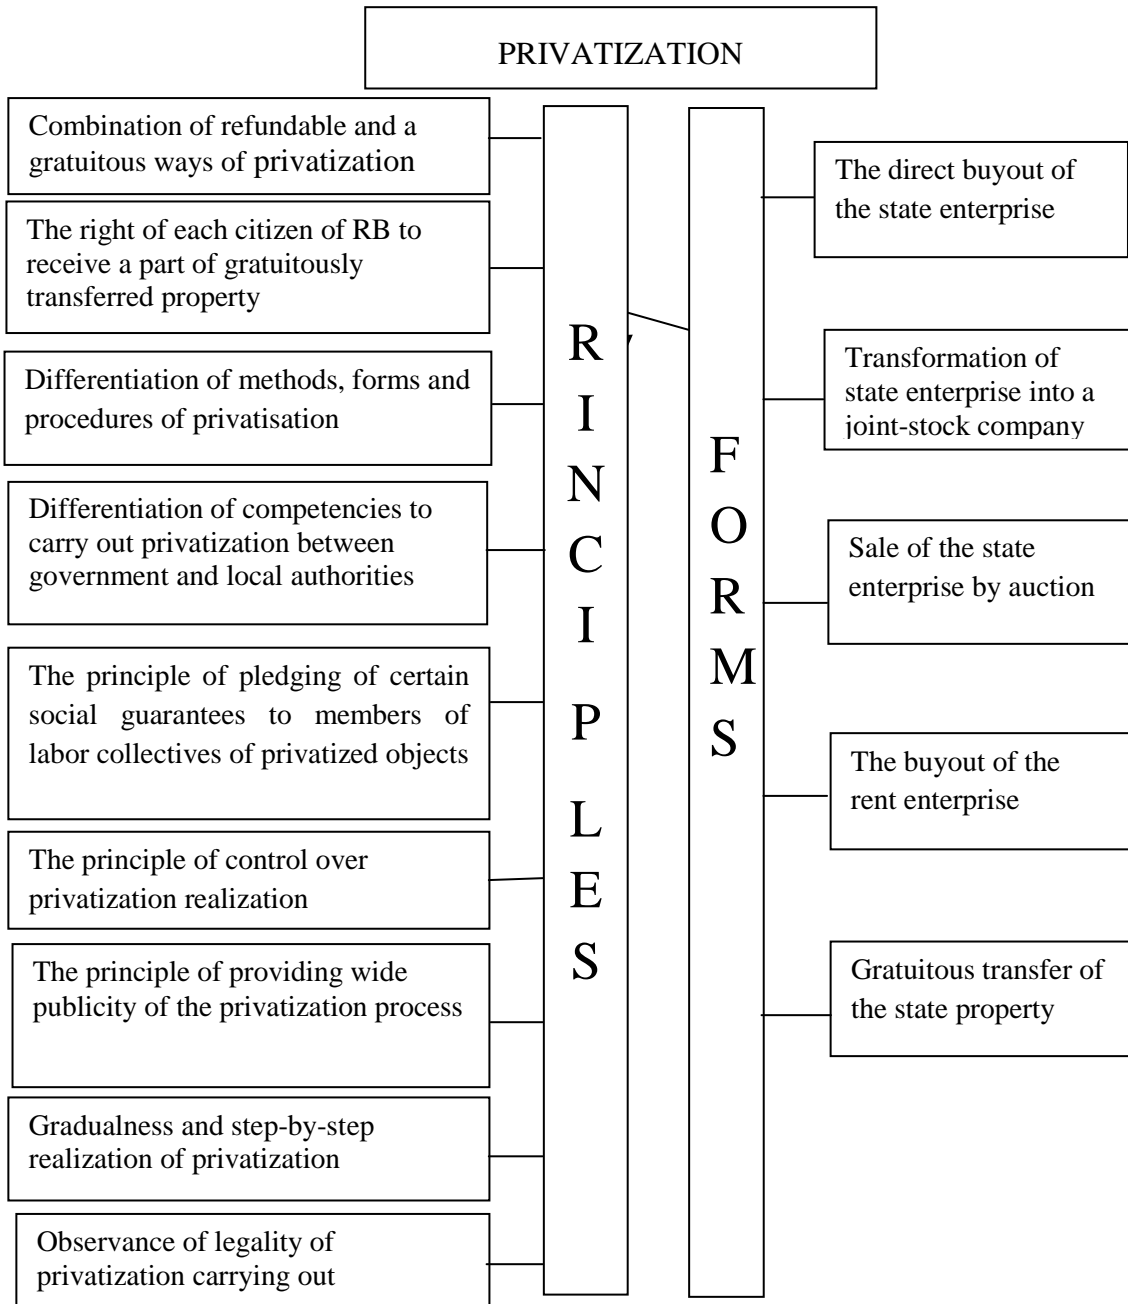 PRIVATIZATION
Combination of refundable and a
gratuitous ways of privatization
The right of each citizen of RB to
receive a part of gratuitously
transferred property
Differentiation of methods, forms and
procedures of privatisation
Differentiation of competencies to
carry out privatization between
government and local authorities
The principle of pledging of certain
social guarantees to members of
labor collectives of privatized objects
The principle of control over
privatization realization
The principle of providing wide
publicity of the privatization process
Gradualness and step-by-step
realization of privatization
Observance of legality of
privatization carrying out
R
I
N
C
I
P
L
E
S
F
O
R
M
S
The direct buyout of
the state enterprise
Transformation of
state enterprise into a
joint-stock company
Sale of the state
enterprise by auction
The buyout of the
rent enterprise
Gratuitous transfer of
the state property